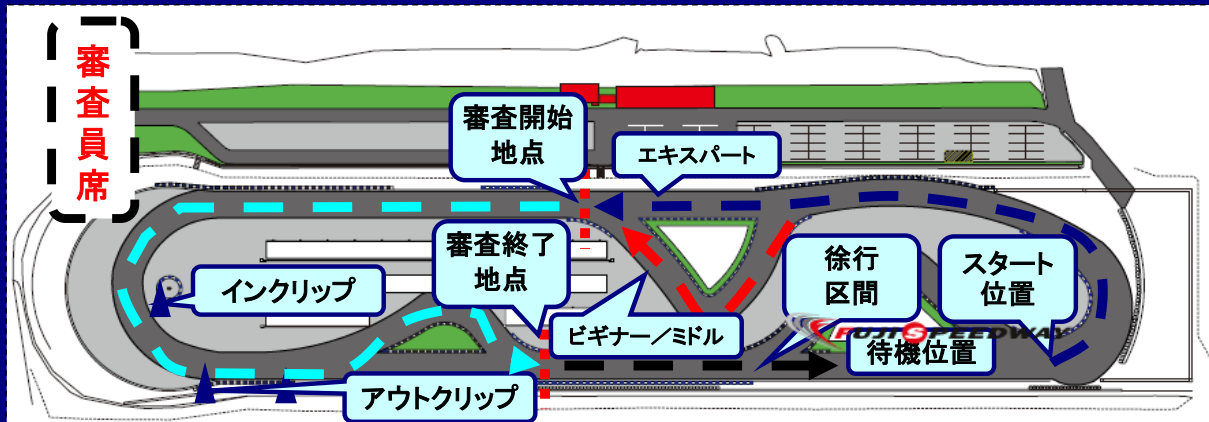 審査員席
審査開始
地点
エキスパート
審査終了
地点
徐行
区間
スタート
位置
インクリップ
ビギナー／ミドル
FUJI SPEEDWAY
待機位置
アウトクリップ